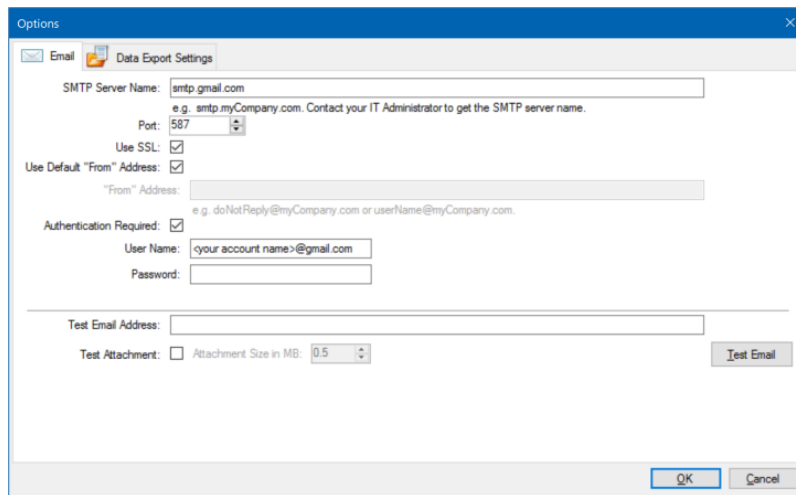 Options
Email Data Export Settings
SMTP Server Name: smtp.gmail.com
e.g. smtp.myCompany.com. Contact your IT Administrator to get the SMTP server name.
Port: 587
Use SSL:
Use Default "From" Address:
"From" Address:
e.g. doNotReply@myCompany.com or userName@myCompany.com.
Authentication Required:
User Name: <your account name>@gmail.com
Password:
Test Email Address:
Test Attachment: Attachment Size in MB: 0.5 Test Email
OK Cancel